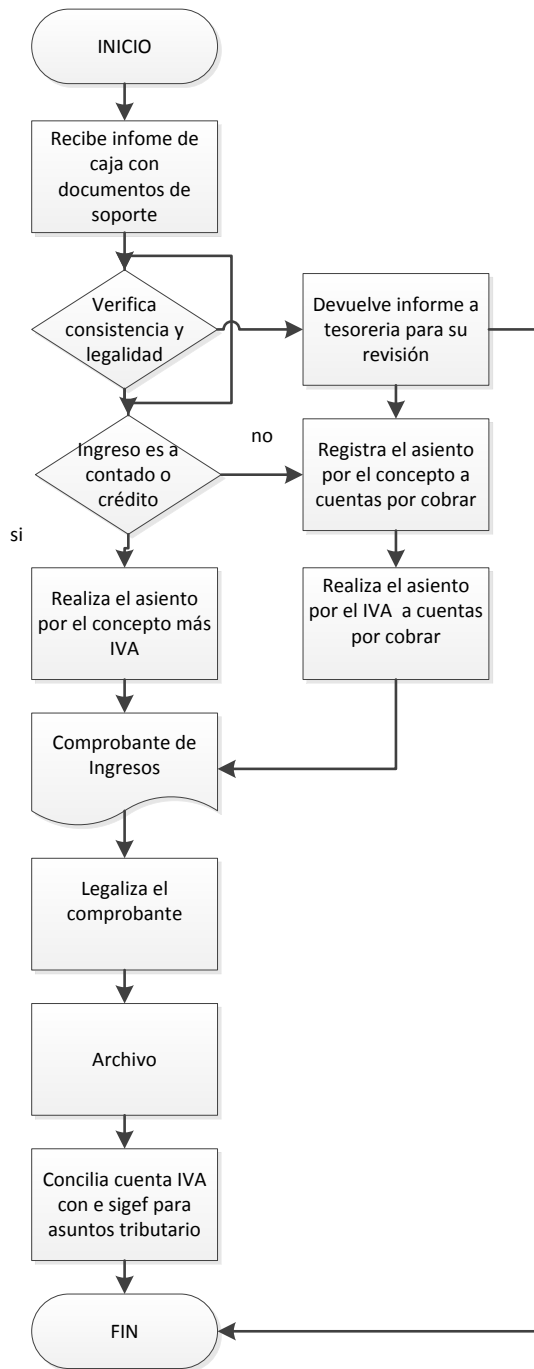 INICIO
Recibe infome de
caja con
documentos de
soporte
Verifica
consistencia y
legalidad
Devuelve informe a
tesoreria para su
revisión
Ingreso es a
contado o
crédito
no
Registra el asiento
por el concepto a
cuentas por cobrar
si
Realiza el asiento
por el concepto más
IVA
Realiza el asiento
por el IVA a cuentas
por cobrar
Comprobante de
Ingresos
Legaliza el
comprobante
Archivo
Concilia cuenta IVA
con e sigef para
asuntos tributario
FIN